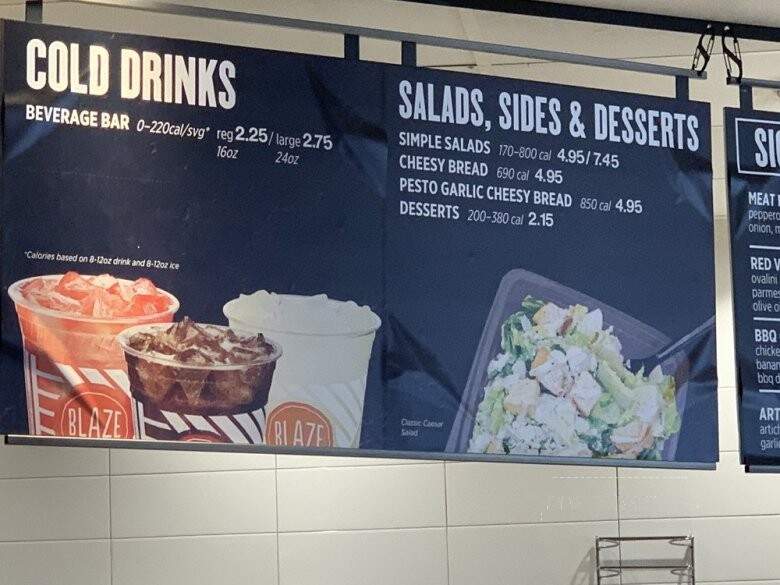 COLD DRINKS
BEVERAGE BAR 0-220cal/svg* reg 2.25/ large 2.75
16oz 24oz
*Calories based on 8-12oz drink and 8-12oz ice
BLAZE
BLAZE
SALADS, SIDES & DESSERTS
SIMPLE SALADS 170-800 cal 4.95/7.45
CHEESY BREAD 690 cal 4.95
PESTO GARLIC CHEESY BREAD 850 cal 4.95
DESSERTS 200-380 cal 2.15
Classic Caesar
Salad
MEAT
onion,
RED
BBQ
ART